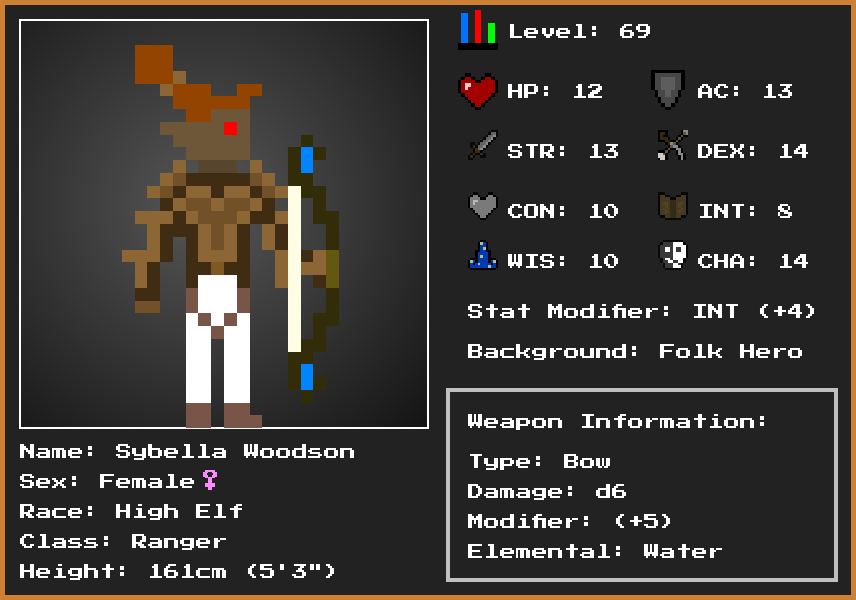 Level: 69
HP: 12
AC: 13
STR: 13
DEX: 14
CON: 10
INT: 8
WIS: 10
CHA: 14
Stat Modifier: INT (+4)
Background: Folk Hero
Weapon Information:
Type: Bow
Damage: d6
Modifier: (+5)
Elemental: Water
Name: Sybella Woodson
Sex: Female♀
Race: High Elf
Class: Ranger
Height: 161cm (5'3")